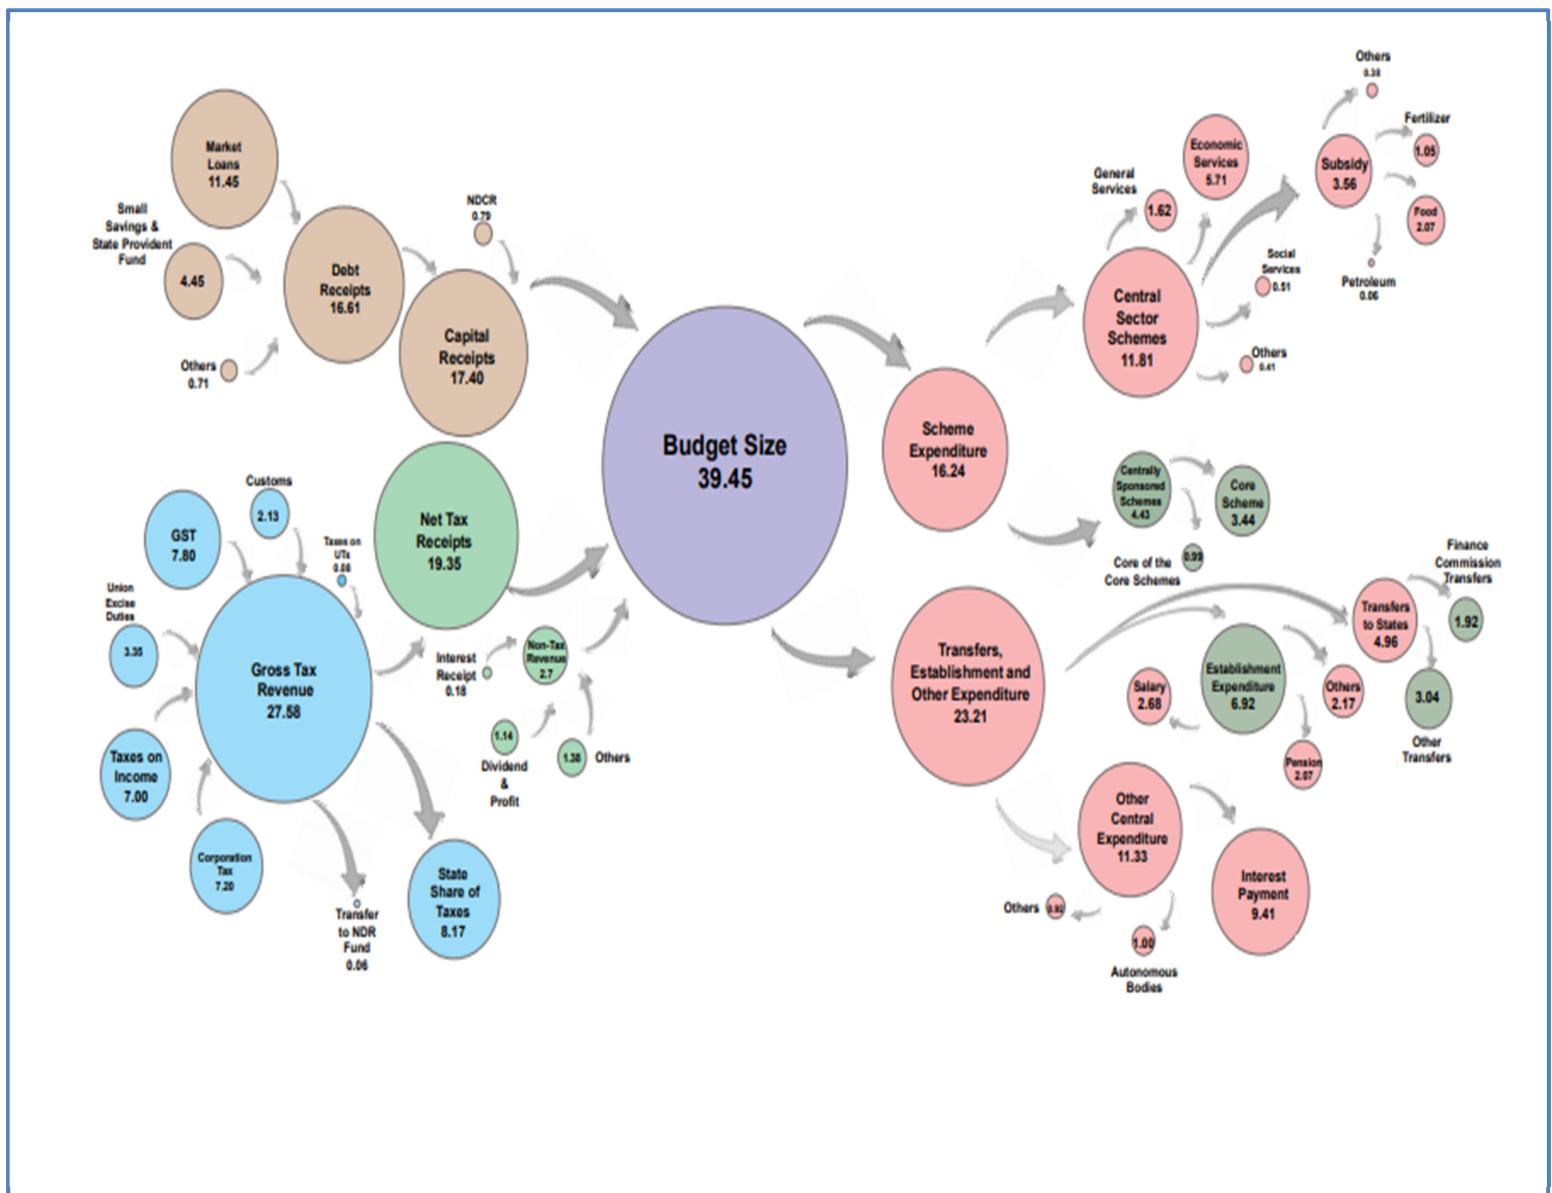 Market
Loans
11.45
Small
Savings &
State Provident
Fund
4.45
Others
0.71
Debt
Receipts
16.61
NDCR
0.79
Capital
Receipts
17.40
Customs
2.13
GST
7.80
Taxes on
UTs
0.06
Union
Excise
Duties
3.35
Taxes on
Income
7.00
Corporation
Tax
7.20
Gross Tax
Revenue
27.58
Transfer
to NDR
Fund
0.06
State
Share of
Taxes
8.17
Net Tax
Receipts
19.35
Interest
Receipt
0.18
Non-Tax
Revenue
2.7
1.14
Dividend
&
Profit
1.38
Others
Budget Size
39.45
Scheme
Expenditure
16.24
Central
Sector
Schemes
11.81
General
Services
1.62
Economic
Services
5.71
Subsidy
3.56
Others
0.38
Fertilizer
1.05
Food
2.07
Petroleum
0.06
Social
Services
0.51
Others
0.41
Centrally
Sponsored
Schemes
4.43
Core
Scheme
3.44
0.99
Core of the
Core Schemes
Transfers,
Establishment and
Other Expenditure
23.21
Transfers
to States
4.96
Finance
Commission
Transfers
1.92
3.04
Other
Transfers
Establishment
Expenditure
6.92
Salary
2.68
Others
2.17
Pension
2.07
Other
Central
Expenditure
11.33
Interest
Payment
9.41
Others
0.92
1.00
Autonomous
Bodies